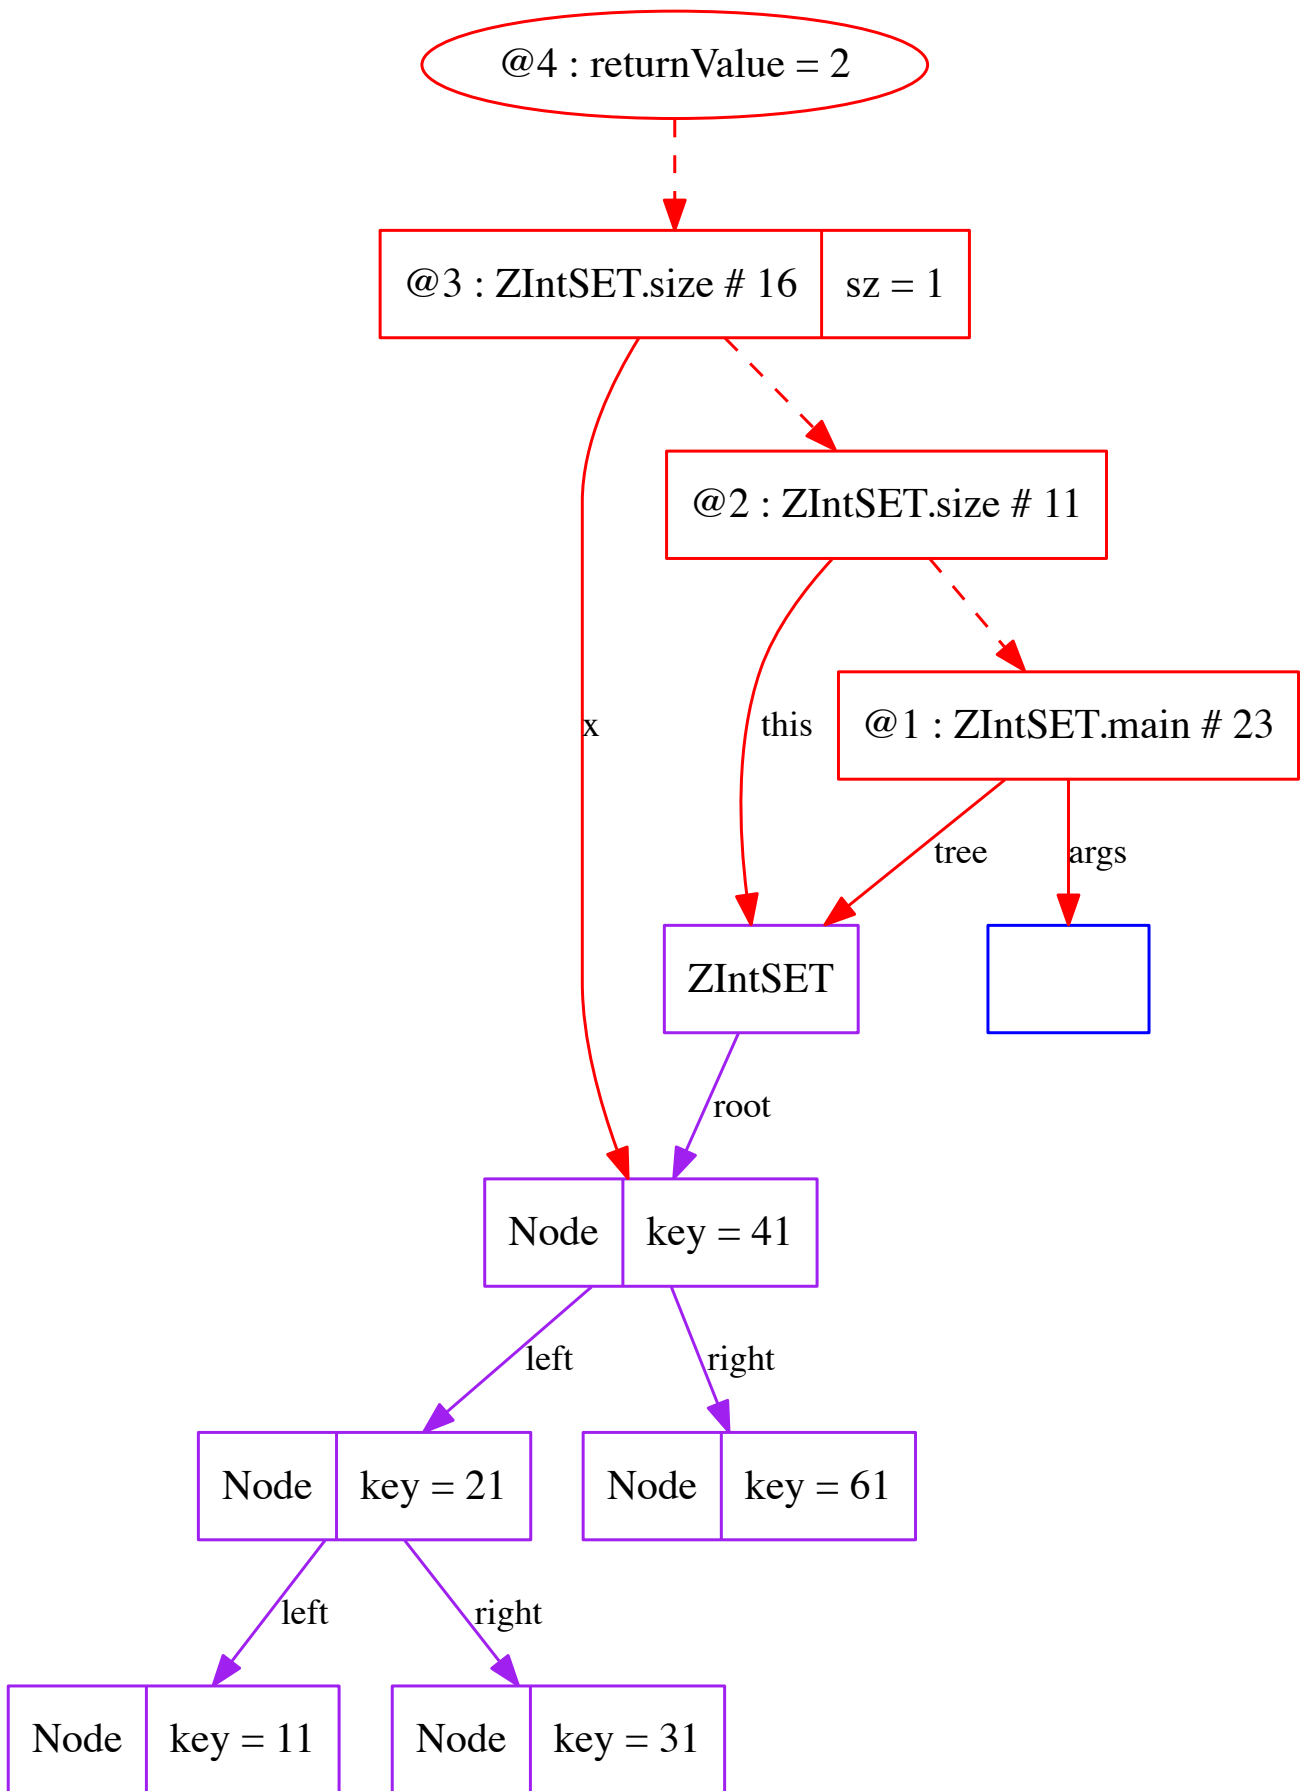 @4 : returnValue = 2
@3 : ZIntSET.size # 16 sz = 1
@2 : ZIntSET.size # 11
x
this
@1 : ZIntSET.main # 23
tree
args
ZIntSET
root
Node key = 41
left
right
Node key = 21
Node key = 61
left
right
Node key = 11
Node key = 31